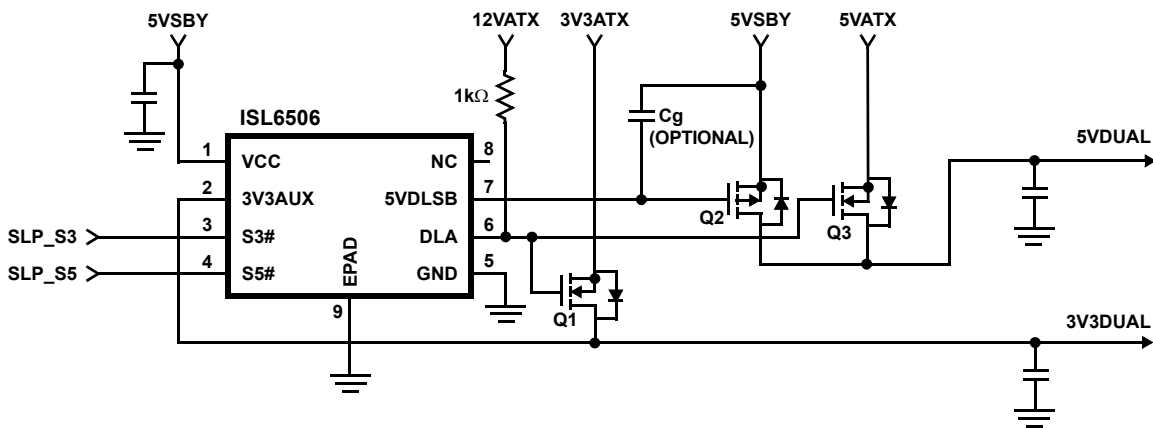 5VSBY
12VATX
3V3ATX
5VSBY
5VATX
1kΩ
Cg
(OPTIONAL)
ISL6506
5VDUAL
1
VCC
NC
8
2
3V3AUX
5VDLSB
7
Q2
Q3
SLP_S3
3
S3#
DLA
6
SLP_S5
4
S5#
EPAD
GND
5
9
Q1
3V3DUAL